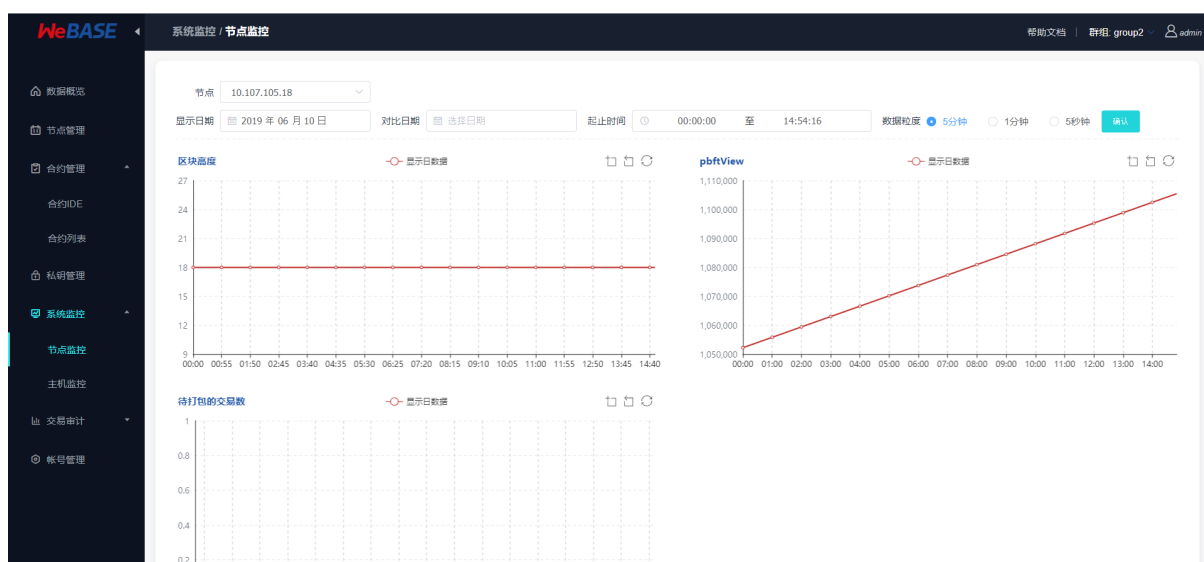 WeBASE
系统监控 / 节点监控
帮助文档 | 群组: group2 admin
数据概览
节点管理
合约管理
合约IDE
合约列表
私钥管理
系统监控
节点监控
主机监控
交易审计
帐号管理
节点 10.107.105.18
显示日期 2019 年 06 月 10 日 对比日期 选择日期 起止时间 00:00:00 至 14:54:16 数据粒度 5分钟 1分钟 5秒钟 确认
区块高度 显示日数据
27
24
21
18
15
12
9
00:00 00:55 01:50 02:45 03:40 04:35 05:30 06:25 07:20 08:15 09:10 10:05 11:00 11:55 12:50 13:45 14:40
pbftView 显示日数据
1,110,000
1,100,000
1,090,000
1,080,000
1,070,000
1,060,000
1,050,000
00:00 01:00 02:00 03:00 04:00 05:00 06:00 07:00 08:00 09:00 10:00 11:00 12:00 13:00 14:00
待打包的交易数 显示日数据
1
0.8
0.6
0.4
0.2